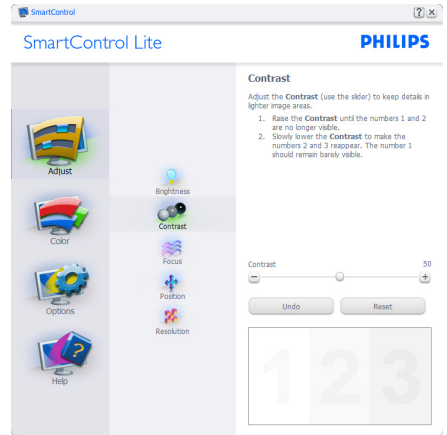 SmartControl
? ×
SmartControl Lite
PHILIPS
Adjust
Color
Options
Help
Brightness
Contrast
Focus
Position
Resolution
Contrast
Adjust the Contrast (use the slider) to keep details in
lighter image areas.
1. Raise the Contrast until the numbers 1 and 2
are no longer visible.
2. Slowly lower the Contrast to make the
numbers 2 and 3 reappear. The number 1
should remain barely visible.
Contrast 50
− +
Undo Reset
1 2 3